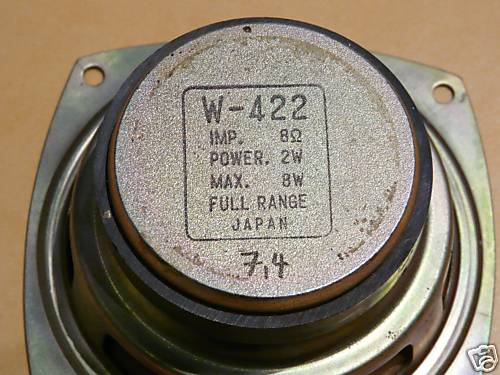 W-422
IMP. 8Ω
POWER. 2W
MAX. 8W
FULL RANGE
JAPAN
7,4